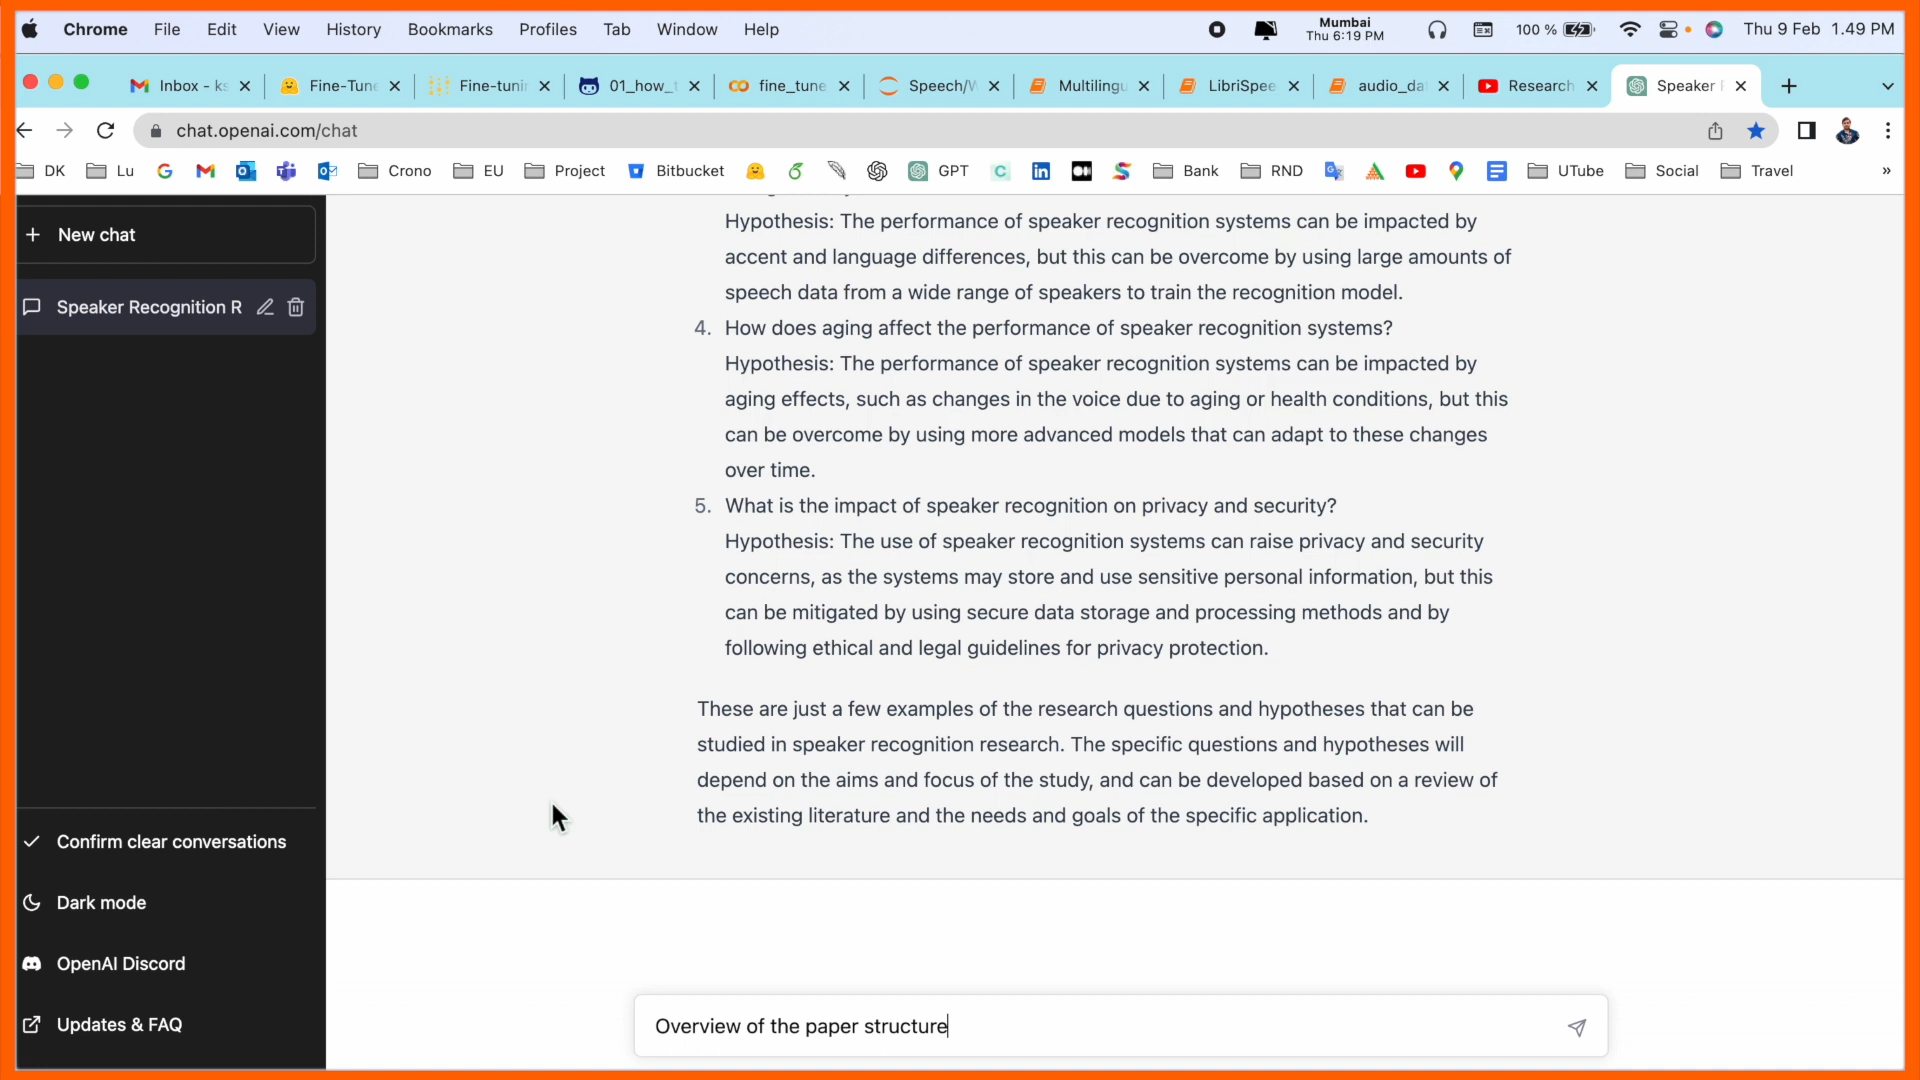 Chrome File Edit View History Bookmarks Profiles Tab Window Help Mumbai Thu 6:19 PM 100 % Thu 9 Feb 1.49 PM
Inbox - ks Fine-Tune Fine-tunin 01_how_t fine_tune Speech/W Multilingu LibriSpee audio_da Research Speaker
chat.openai.com/chat
DK Lu Crono EU Project Bitbucket GPT Bank RND UTube Social Travel »
New chat
Speaker Recognition R
Hypothesis: The performance of speaker recognition systems can be impacted by
accent and language differences, but this can be overcome by using large amounts of
speech data from a wide range of speakers to train the recognition model.
4. How does aging affect the performance of speaker recognition systems?
Hypothesis: The performance of speaker recognition systems can be impacted by
aging effects, such as changes in the voice due to aging or health conditions, but this
can be overcome by using more advanced models that can adapt to these changes
over time.
5. What is the impact of speaker recognition on privacy and security?
Hypothesis: The use of speaker recognition systems can raise privacy and security
concerns, as the systems may store and use sensitive personal information, but this
can be mitigated by using secure data storage and processing methods and by
following ethical and legal guidelines for privacy protection.
These are just a few examples of the research questions and hypotheses that can be
studied in speaker recognition research. The specific questions and hypotheses will
depend on the aims and focus of the study, and can be developed based on a review of
the existing literature and the needs and goals of the specific application.
Confirm clear conversations
Dark mode
OpenAI Discord
Updates & FAQ
Overview of the paper structure